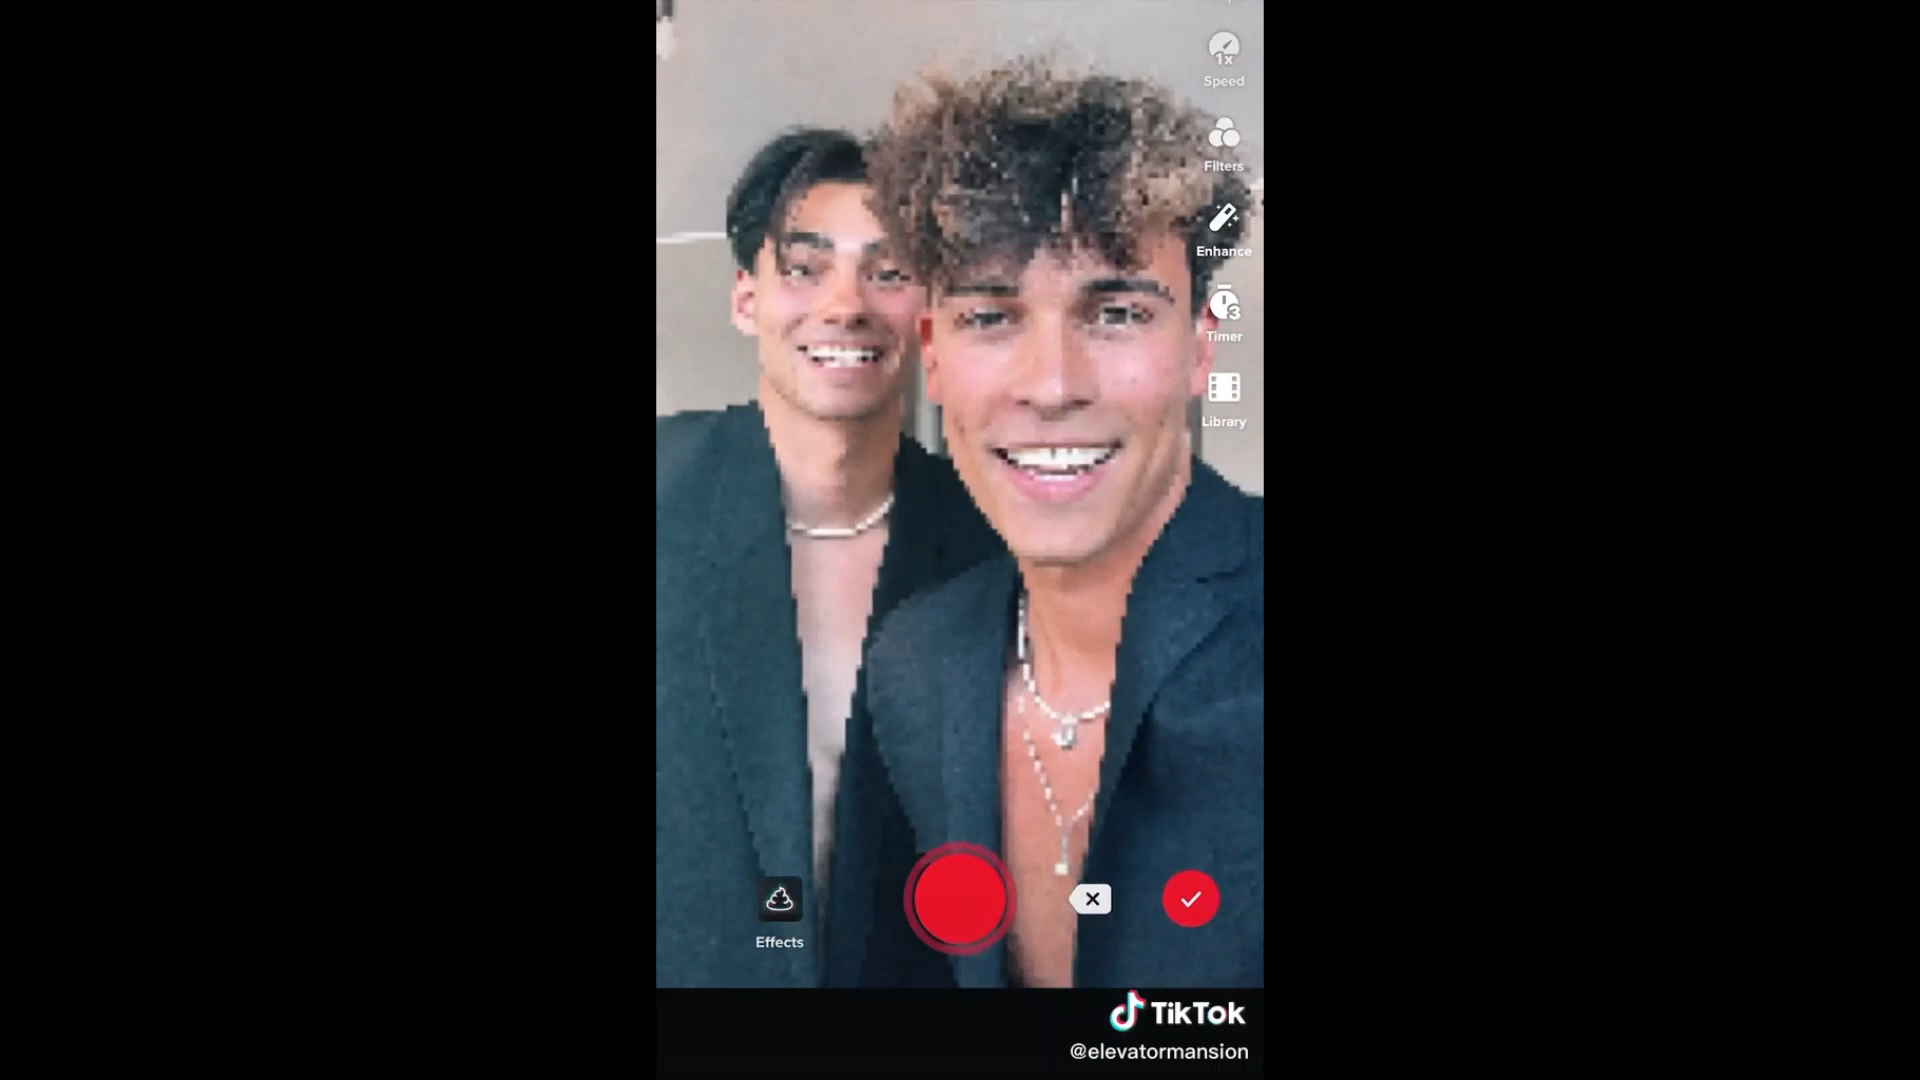 1x
Speed
Filters
Enhance
3
Timer
Library
Effects
TikTok
@elevatormansion